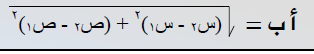 أ ب = √(س٢ - س١)٢ + (ص٢ - ص١)٢